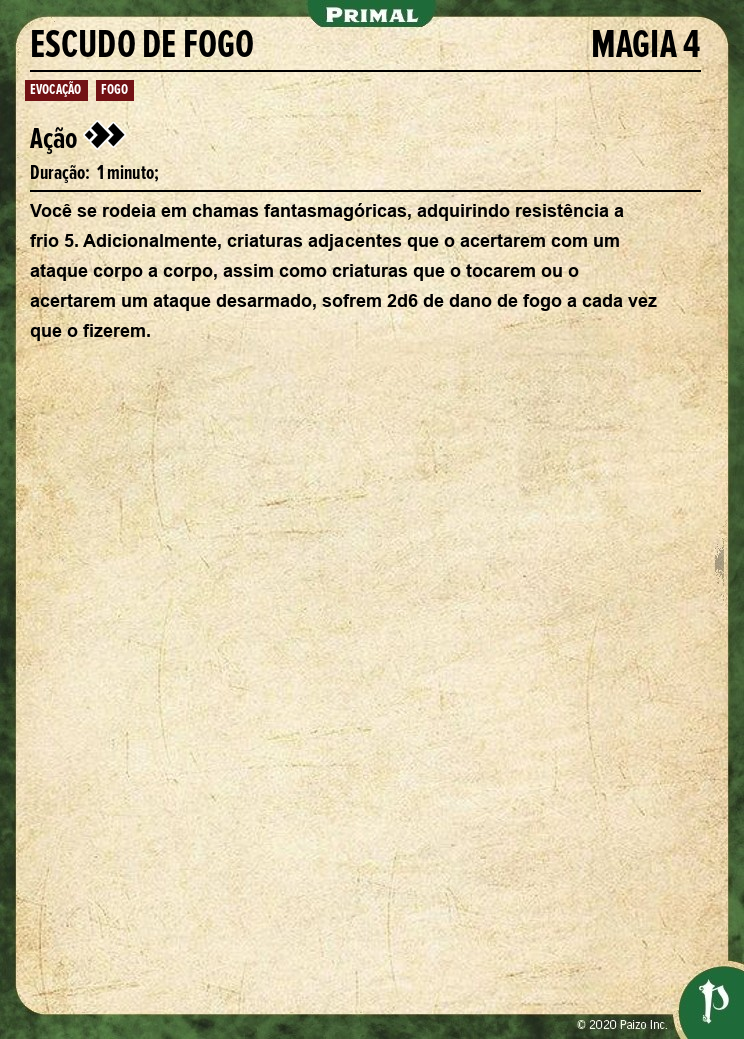 PRIMAL
ESCUDO DE FOGO MAGIA 4
EVOCAÇÃO FOGO
Ação
Duração: 1 minuto;
Você se rodeia em chamas fantasmagóricas, adquirindo resistência a
frio 5. Adicionalmente, criaturas adjacentes que o acertarem com um
ataque corpo a corpo, assim como criaturas que o tocarem ou o
acertarem um ataque desarmado, sofrem 2d6 de dano de fogo a cada vez
que o fizerem.
© 2020 Paizo Inc.
P